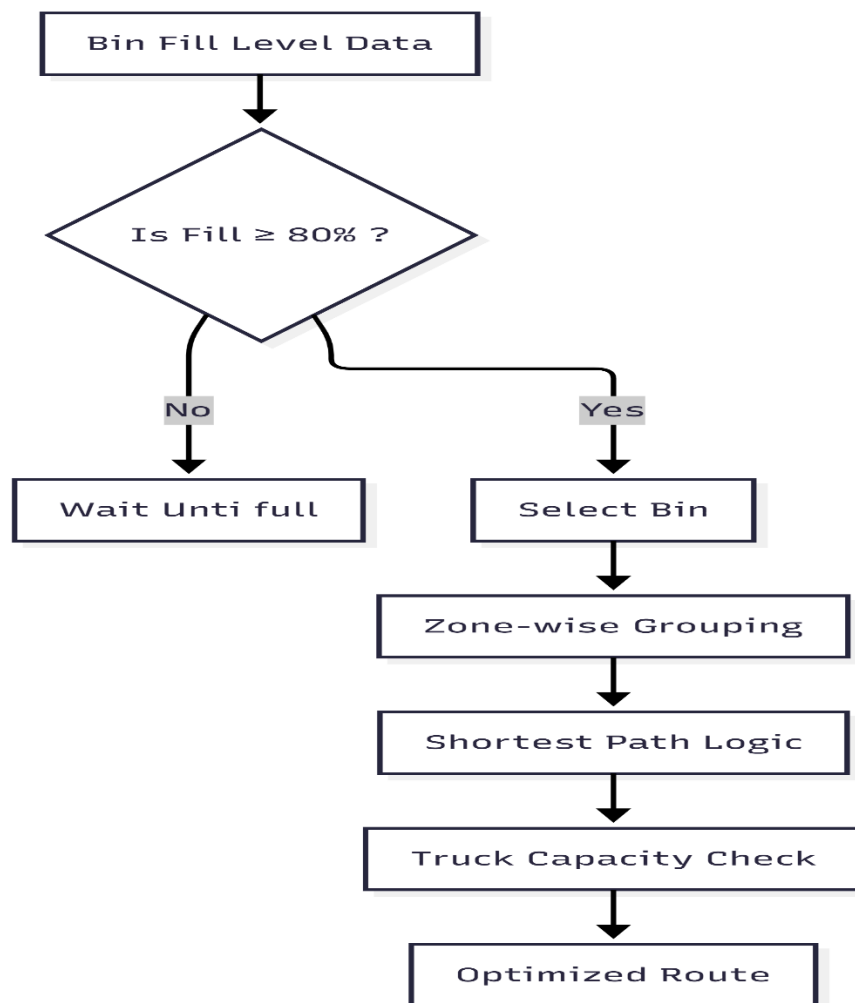 Bin Fill Level Data
Is Fill ≥ 80% ?
No
Yes
Wait Unti full
Select Bin
Zone-wise Grouping
Shortest Path Logic
Truck Capacity Check
Optimized Route